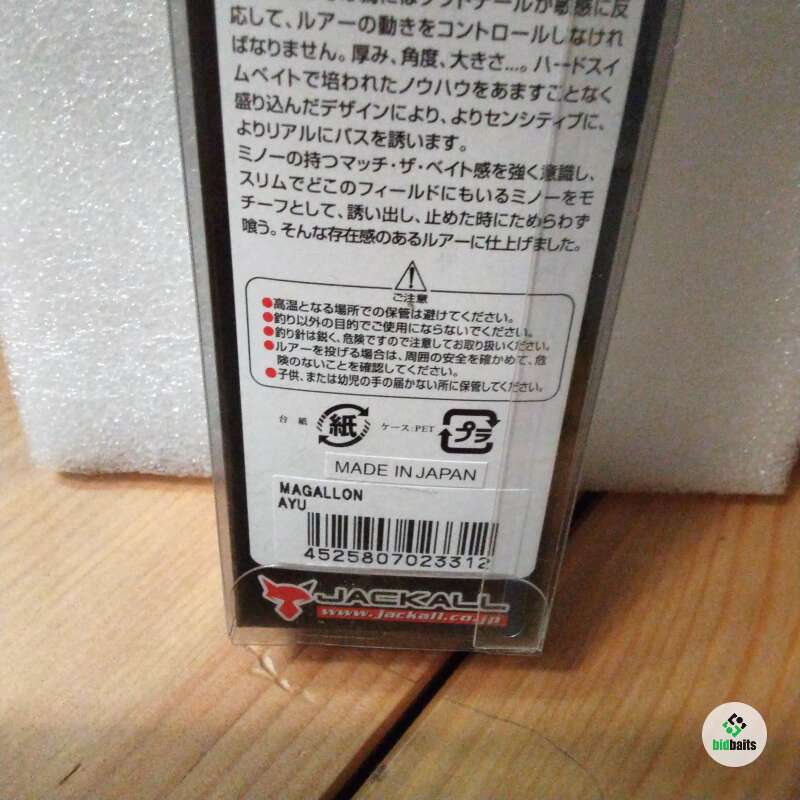 にはソフトテールが敏感に反
応して、ルアーの動きをコントロールしなけれ
ばなりません。厚み、角度、大きさ…。ハードスイ
ムベイトで培われたノウハウをあますことなく
盛り込んだデザインにより、よりセンシティブに、
よりリアルにバスを誘います。
ミノーの持つマッチ・ザ・ベイト感を強く意識し、
スリムでどこのフィールドにもいるミノーをモ
チーフとして、誘い出し、止めた時にためらわず
喰う。そんな存在感のあるルアーに仕上げました。
ご注意
●高温となる場所での保管は避けてください。
●釣り以外の目的でご使用にならないでください。
●釣り針は鋭く、危険ですので注意してお取り扱いください。
●ルアーを投げる場合は、周囲の安全を確かめて、危
険のないことを確認してください。
●子供、または幼児の手の届かない所に保管してください。
台紙 紙 ケース:PET プラ
MADE IN JAPAN
MAGALLON
AYU
4525807023312
JACKALL
www.jackall.co.jp
bidbaits